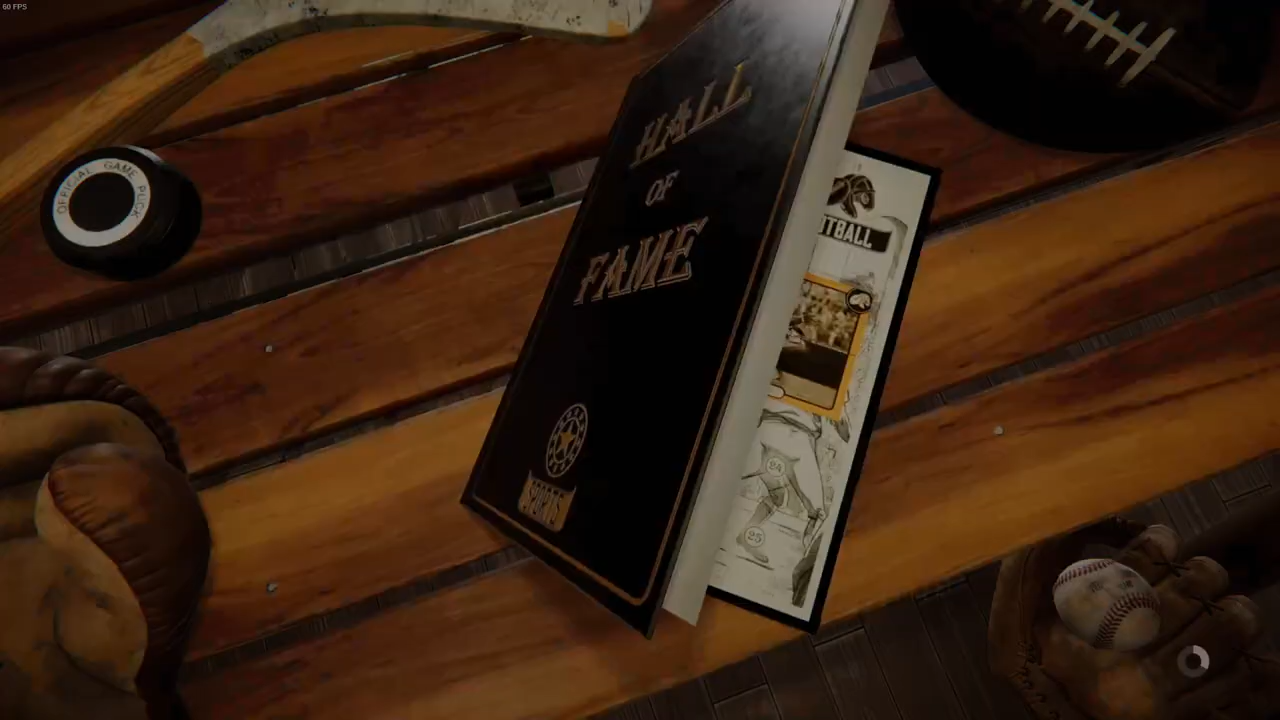 60 FPS
OFFICIAL GAME PUCK
HALL
OF
FAME
TBALL
24
25
SPORTS